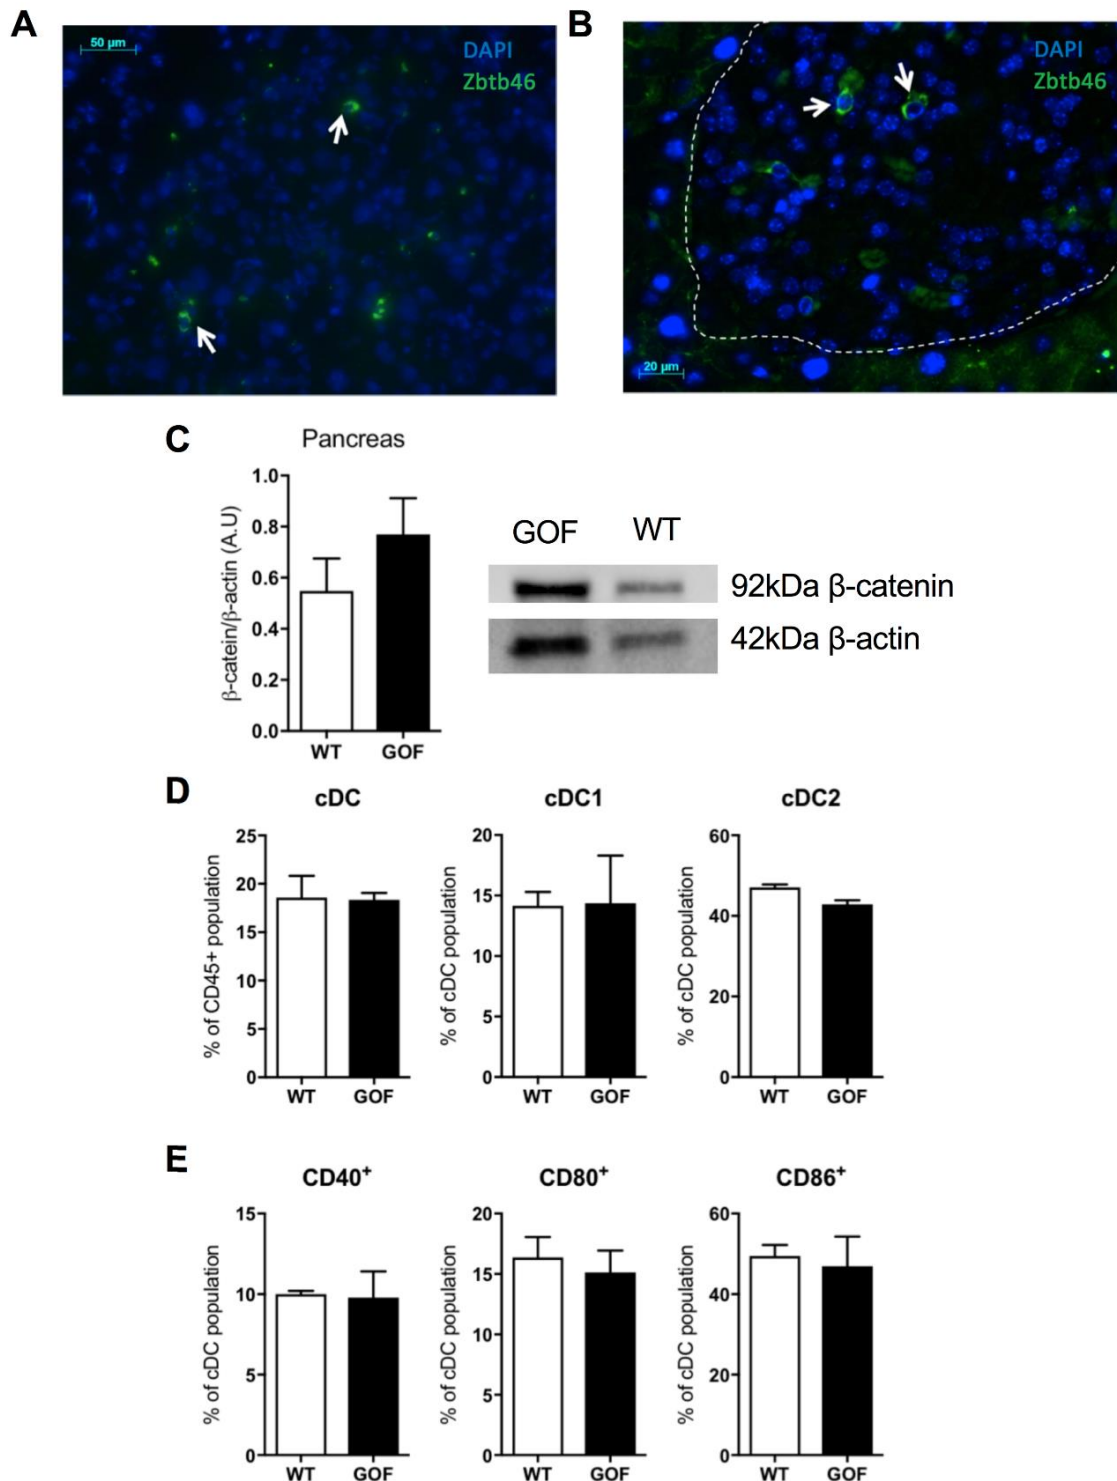 A
50 µm
DAPI
Zbtb46
B
DAPI
Zbtb46
20 µm
C
Pancreas
β-catein/β-actin (A.U)
1.0
0.8
0.6
0.4
0.2
0.0
WT
GOF
GOF
WT
92kDa β-catenin
42kDa β-actin
D
cDC
% of CD45+ population
25
20
15
10
5
0
WT
GOF
cDC1
% of cDC population
20
15
10
5
0
WT
GOF
cDC2
% of cDC population
60
40
20
0
WT
GOF
E
CD40⁺
% of cDC population
15
10
5
0
WT
GOF
CD80⁺
% of cDC population
20
15
10
5
0
WT
GOF
CD86⁺
% of cDC population
60
40
20
0
WT
GOF